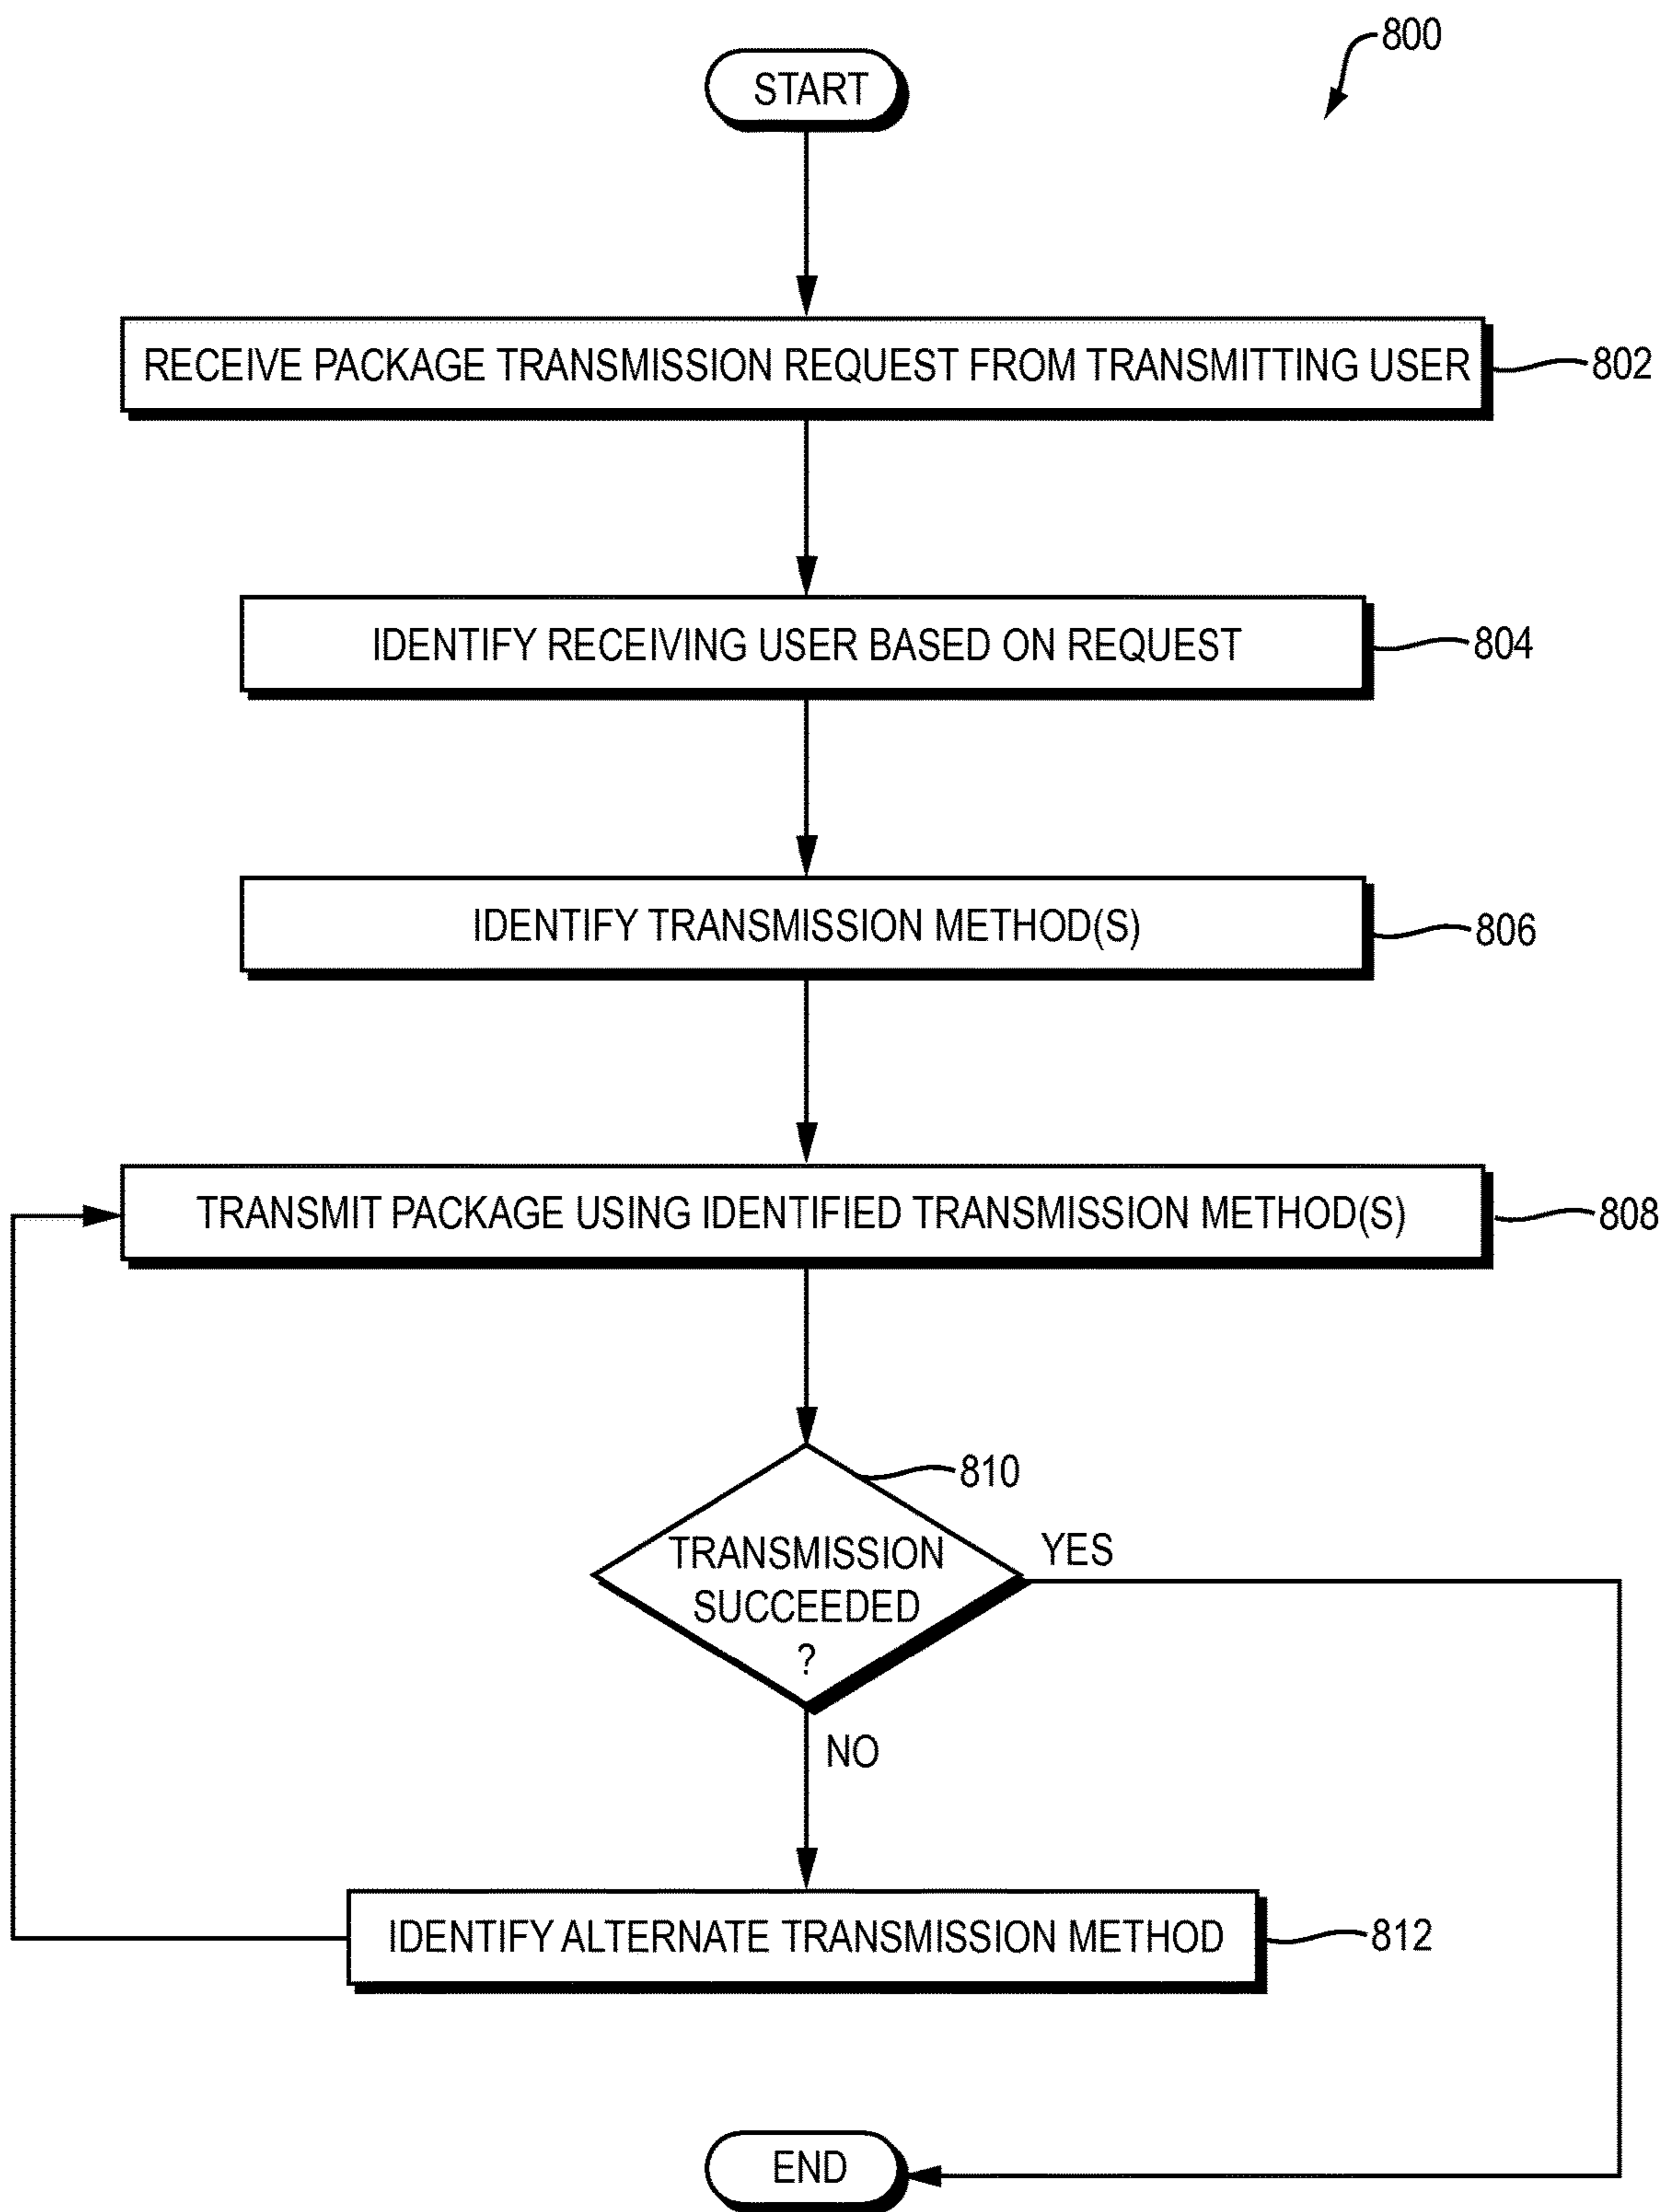 800
START
RECEIVE PACKAGE TRANSMISSION REQUEST FROM TRANSMITTING USER
802
IDENTIFY RECEIVING USER BASED ON REQUEST
804
IDENTIFY TRANSMISSION METHOD(S)
806
TRANSMIT PACKAGE USING IDENTIFIED TRANSMISSION METHOD(S)
808
810
TRANSMISSION
SUCCEEDED
?
YES
NO
IDENTIFY ALTERNATE TRANSMISSION METHOD
812
END